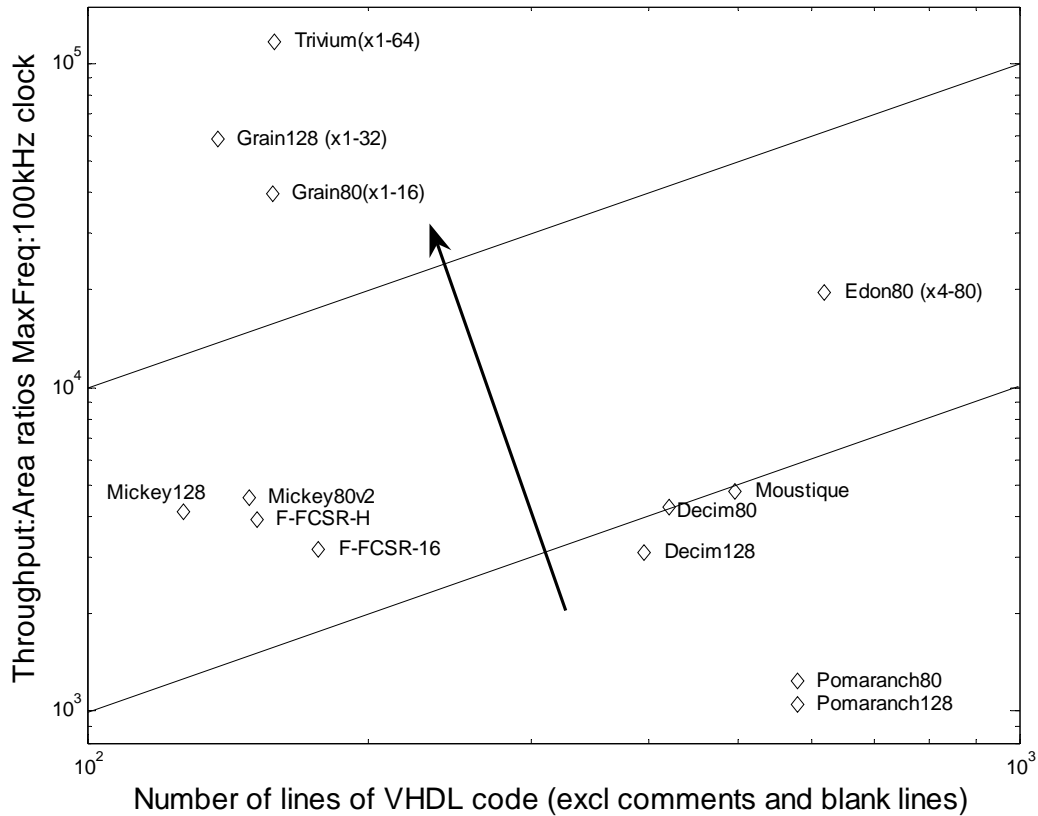 Throughput:Area ratios MaxFreq:100kHz clock
10^5
10^4
10^3
Trivium(x1-64)
Grain128 (x1-32)
Grain80(x1-16)
Edon80 (x4-80)
Mickey128
Mickey80v2
F-FCSR-H
F-FCSR-16
Moustique
Decim80
Decim128
Pomaranch80
Pomaranch128
10^2
10^3
Number of lines of VHDL code (excl comments and blank lines)